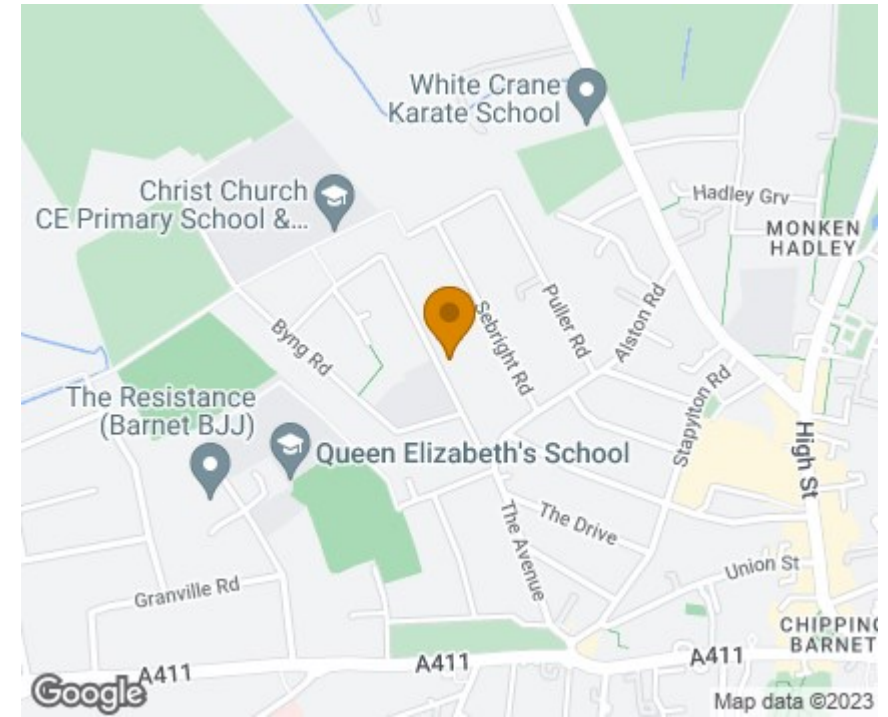 White Crane
Karate School
Christ Church
CE Primary School &...
Hadley Grv
MONKEN
HADLEY
Sebright Rd
Puller Rd
Alston Rd
Byng Rd
The Resistance
(Barnet BJJ)
Queen Elizabeth's School
Stapylton Rd
High St
The Avenue
The Drive
Union St
Granville Rd
CHIPPING
BARNET
A411
A411
A411
Google
Map data ©2023